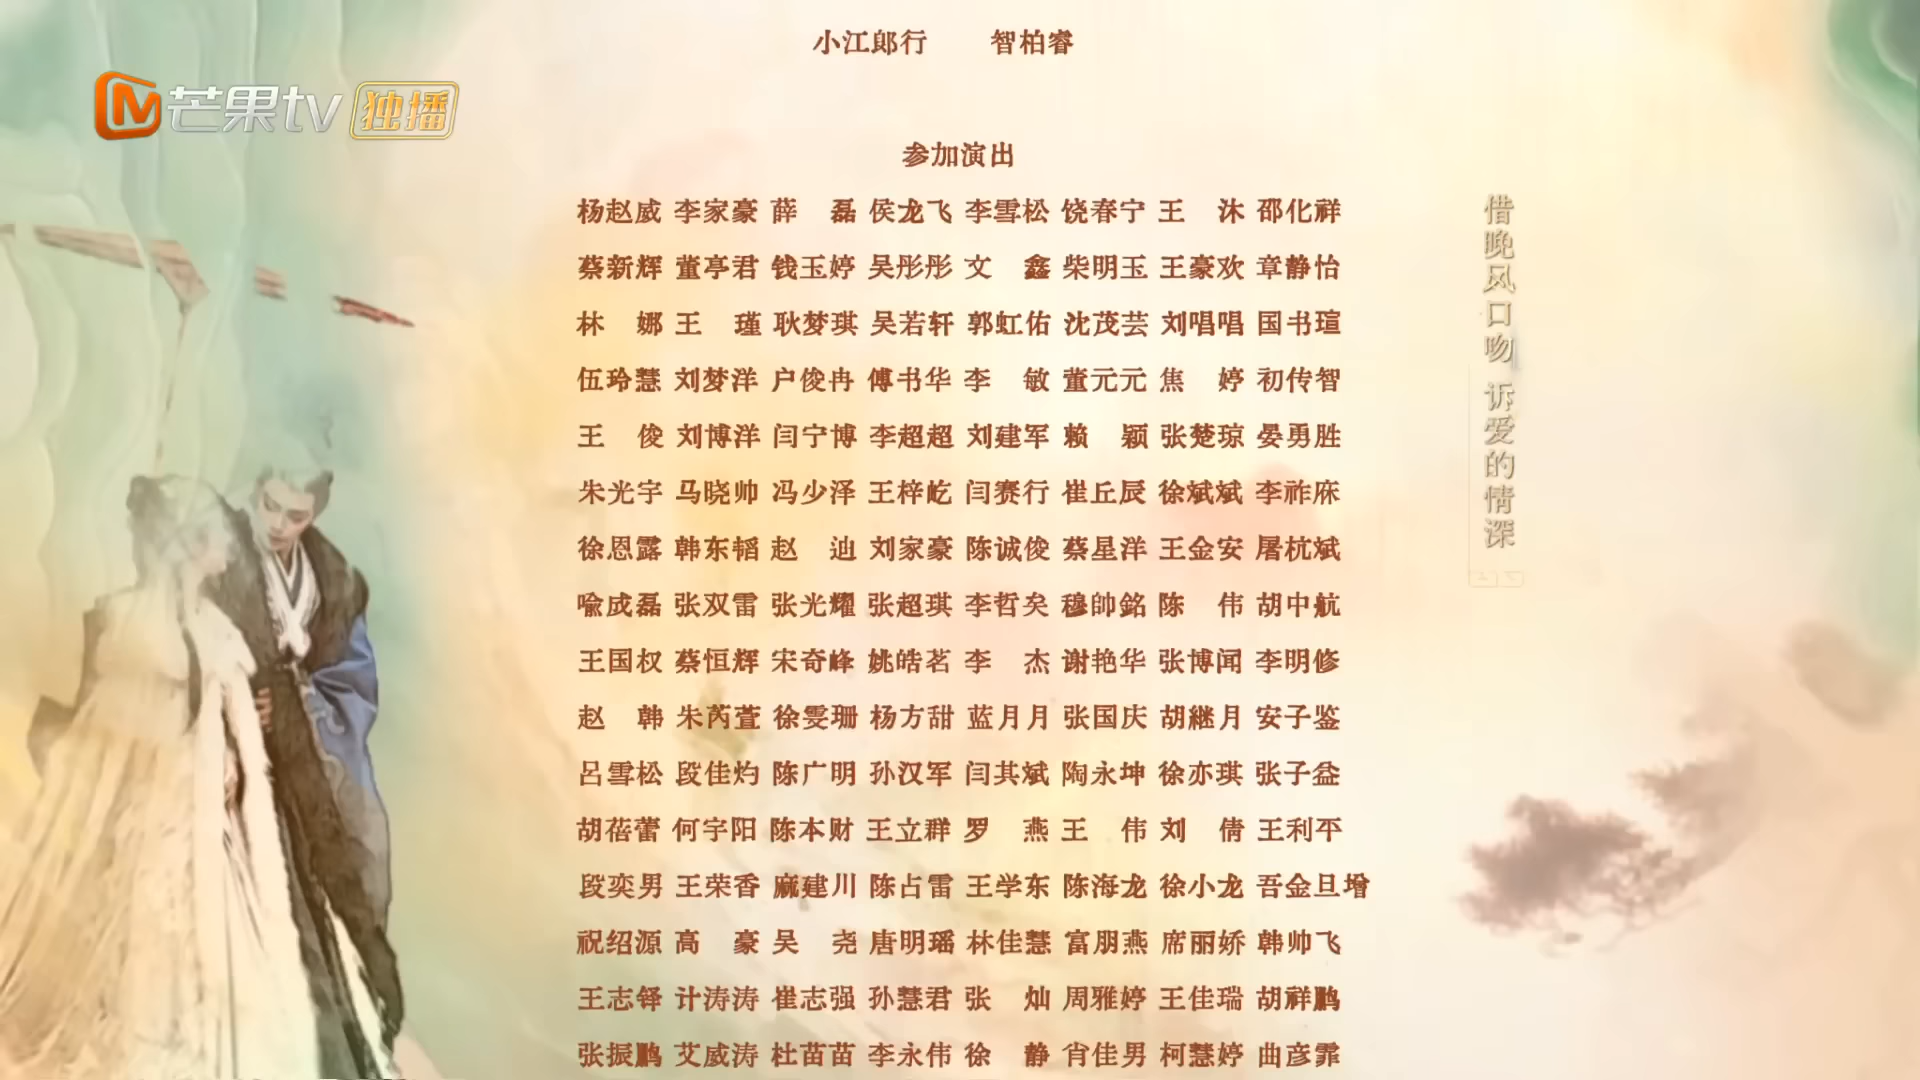 小江郎行 智柏睿
芒果tv 独播
参加演出
杨赵威 李家豪 薛 磊 侯龙飞 李雪松 饶春宁 王 沐 邵化祥
蔡新辉 董亭君 钱玉婷 吴彤彤 文 鑫 柴明玉 王豪欢 章静怡
林 娜 王 瑾 耿梦琪 吴若轩 郭虹佑 沈茂芸 刘唱唱 国书瑄
伍玲慧 刘梦洋 户俊冉 傅书华 李 敏 董元元 焦 婷 初传智
王 俊 刘博洋 闫宁博 李超超 刘建军 赖 颖 张楚琼 晏勇胜
朱光宇 马晓帅 冯少泽 王梓屹 闫赛行 崔丘辰 徐斌斌 李祚庥
徐恩露 韩东韬 赵 迪 刘家豪 陈诚俊 蔡星洋 王金安 屠杭斌
喻成磊 张双雷 张光耀 张超琪 李哲矣 穆帥銘 陈 伟 胡中航
王国权 蔡恒辉 宋奇峰 姚皓茗 李 杰 谢艳华 张博闻 李明修
赵 韩 朱芮萱 徐雯珊 杨方甜 蓝月月 张国庆 胡継月 安子鉴
吕雪松 段佳灼 陈广明 孙汉军 闫其斌 陶永坤 徐亦琪 张子益
胡蓓蕾 何宇阳 陈本财 王立群 罗 燕 王 伟 刘 倩 王利平
段奕男 王荣香 麻建川 陈占雷 王学东 陈海龙 徐小龙 吾金旦增
祝绍源 高 豪 吴 尧 唐明瑶 林佳慧 富朋燕 席丽娇 韩帅飞
王志铎 计涛涛 崔志强 孙慧君 张 灿 周雅婷 王佳瑞 胡祥鹏
张振鹏 艾威涛 杜苗苗 李永伟 徐 静 肖佳男 柯慧婷 曲彦霏
借晚风口吻 诉爱的情深